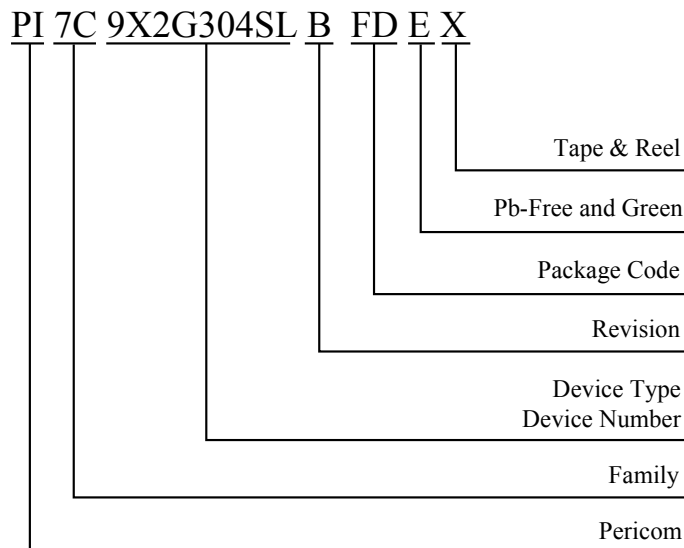 PI 7C 9X2G304SL B FD E X
Tape & Reel
Pb-Free and Green
Package Code
Revision
Device Type
Device Number
Family
Pericom